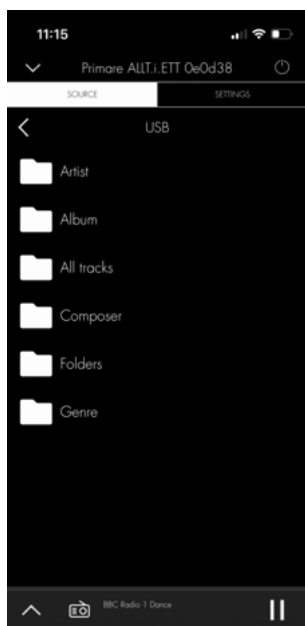 11:15
Primare ALLT.i.ETT 0e0d38
SOURCE SETTINGS
USB
Artist
Album
All tracks
Composer
Folders
Genre
BBC Radio 1 Dance